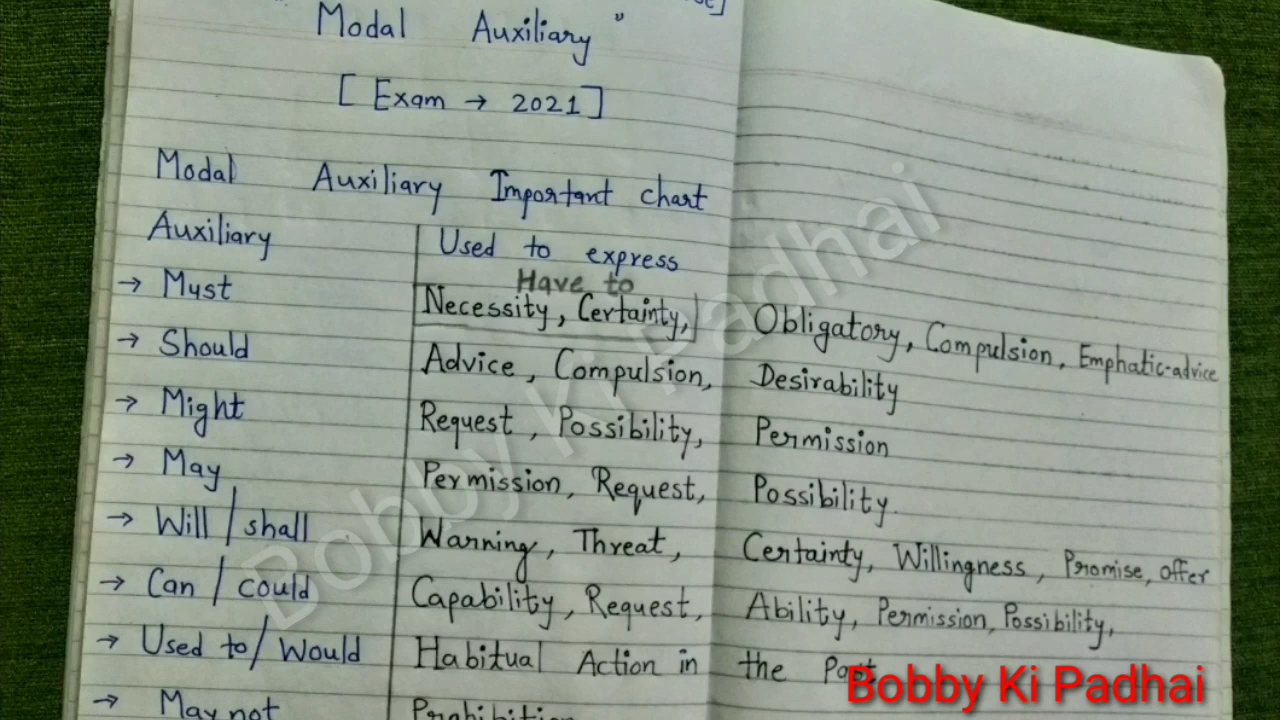 Modal Auxiliary "
[ Exam → 2021 ]
Modal Auxiliary Important chart
Auxiliary Used to express
Have to
→ Must Necessity, Certainty, Obligatory, Compulsion, Emphatic-advice
→ Should Advice, Compulsion, Desirability
→ Might Request, Possibility, Permission
→ May Permission, Request, Possibility
→ Will / shall Warning, Threat, Certainty, Willingness, Promise, offer
→ Can / could Capability, Request, Ability, Permission, Possibility,
→ Used to / Would Habitual Action in the Past
→ May not Prohibition
Bobby Ki Padhai
Bobby Ki Padhai